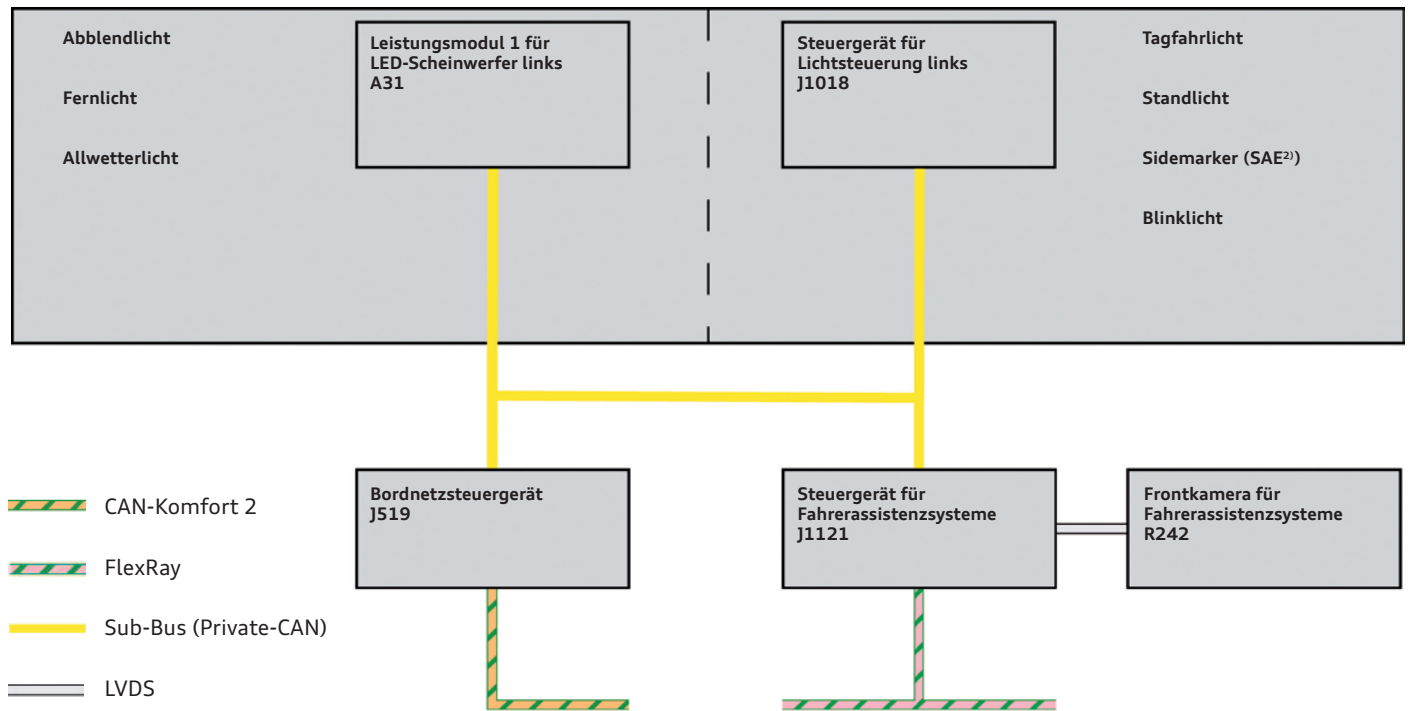 Abblendlicht
Fernlicht
Allwetterlicht
Leistungsmodul 1 für
LED-Scheinwerfer links
A31
Steuergerät für
Lichtsteuerung links
J1018
Tagfahrlicht
Standlicht
Sidemarker (SAE²⁾)
Blinklicht
Bordnetzsteuergerät
J519
Steuergerät für
Fahrerassistenzsysteme
J1121
Frontkamera für
Fahrerassistenzsysteme
R242
CAN-Komfort 2
FlexRay
Sub-Bus (Private-CAN)
LVDS